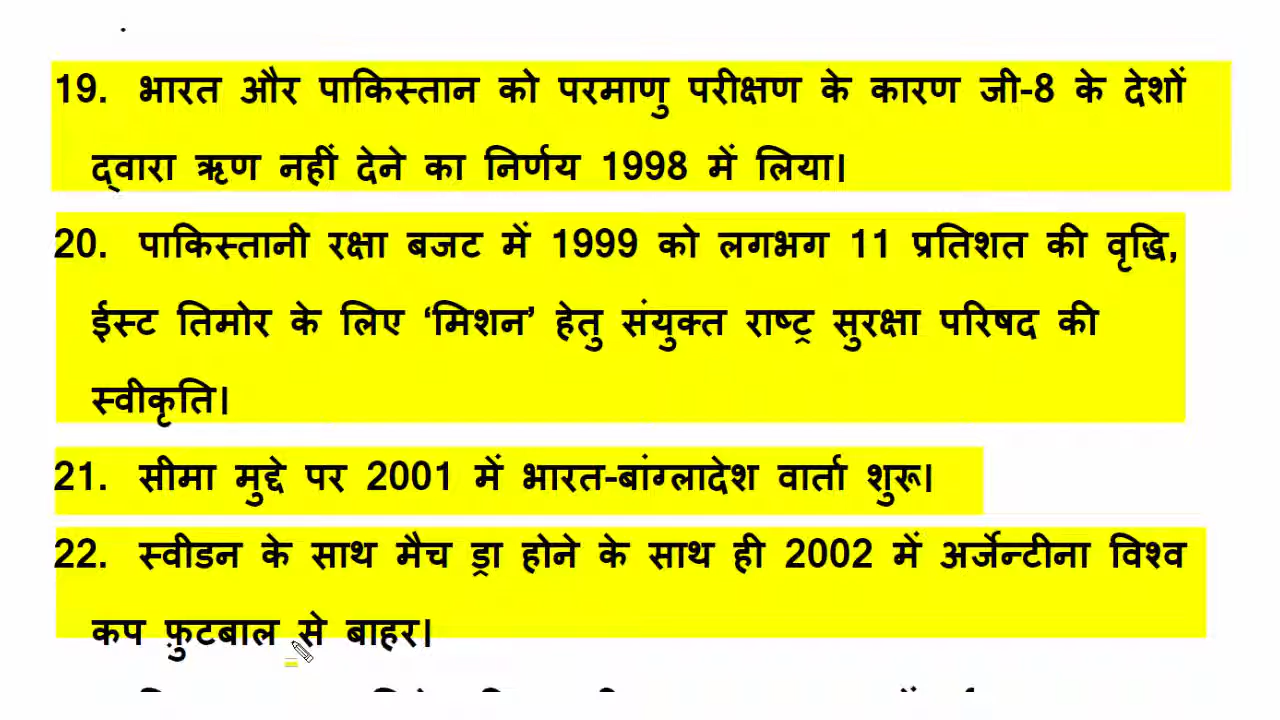 19. भारत और पाकिस्तान को परमाणु परीक्षण के कारण जी-8 के देशों
द्वारा ऋण नहीं देने का निर्णय 1998 में लिया।
20. पाकिस्तानी रक्षा बजट में 1999 को लगभग 11 प्रतिशत की वृद्धि,
ईस्ट तिमोर के लिए ‘मिशन’ हेतु संयुक्त राष्ट्र सुरक्षा परिषद की
स्वीकृति।
21. सीमा मुद्दे पर 2001 में भारत-बांग्लादेश वार्ता शुरू।
22. स्वीडन के साथ मैच ड्रा होने के साथ ही 2002 में अर्जेन्टीना विश्व
कप फ़ुटबाल से बाहर।